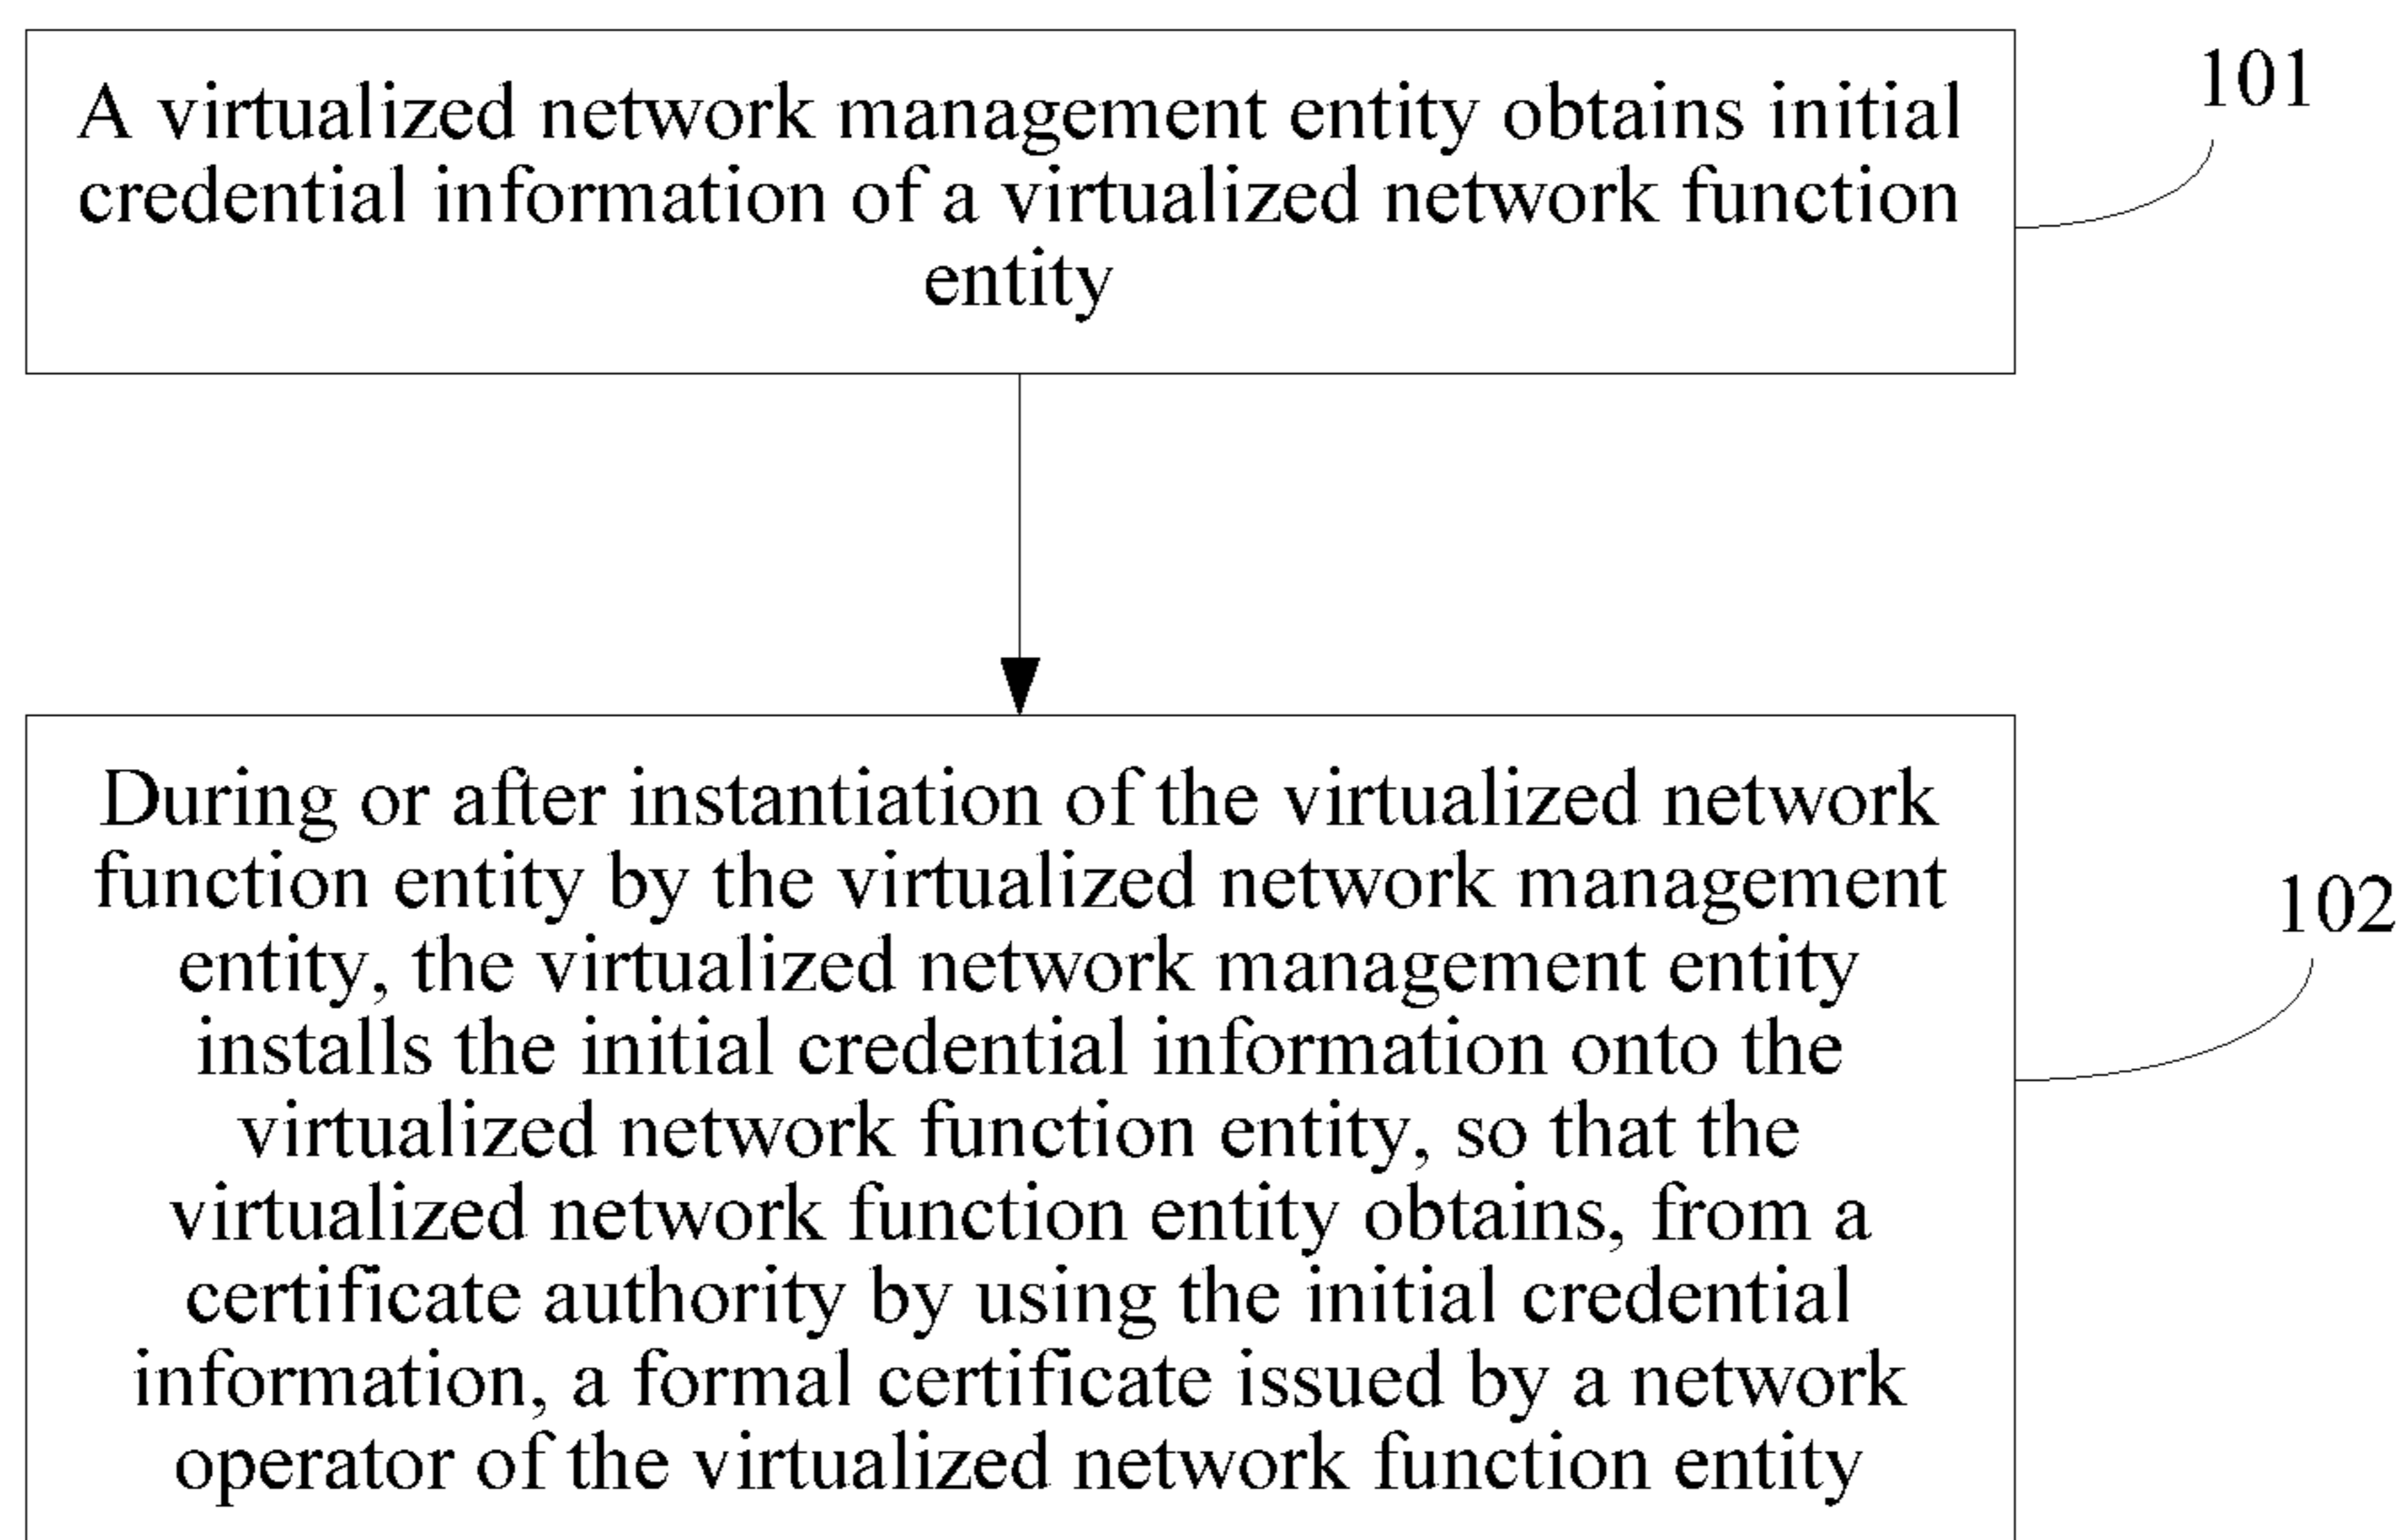 A virtualized network management entity obtains initial
credential information of a virtualized network function
entity
101
During or after instantiation of the virtualized network
function entity by the virtualized network management
entity, the virtualized network management entity
installs the initial credential information onto the
virtualized network function entity, so that the
virtualized network function entity obtains, from a
certificate authority by using the initial credential
information, a formal certificate issued by a network
operator of the virtualized network function entity
102